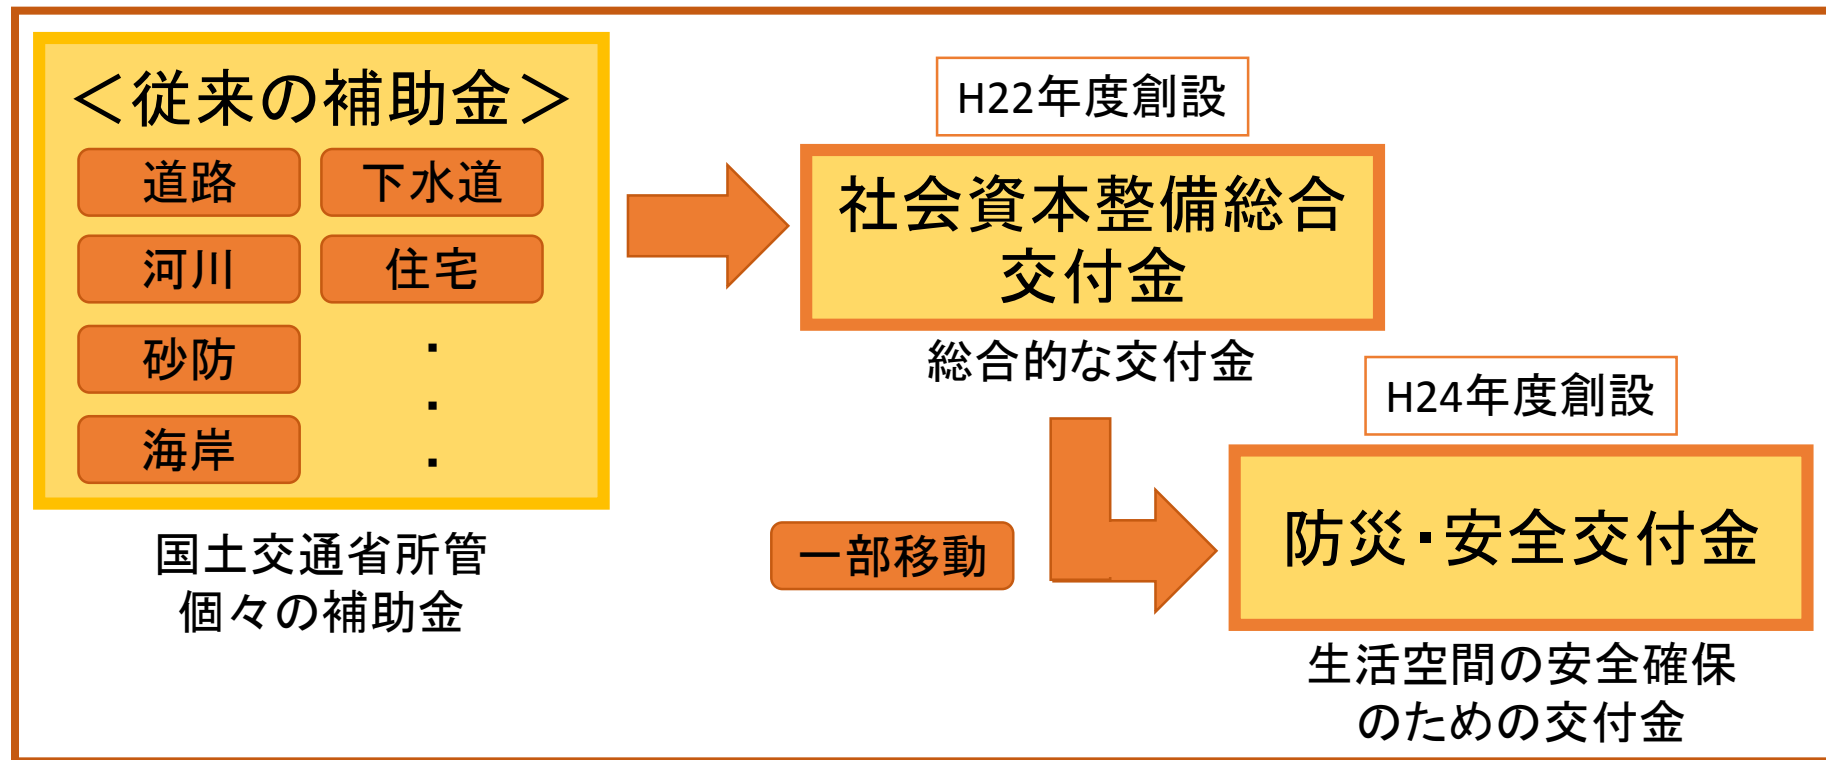 ＜従来の補助金＞
道路
下水道
河川
住宅
砂防
海岸
・
・
・
国土交通省所管
個々の補助金
H22年度創設
社会資本整備総合
交付金
総合的な交付金
一部移動
H24年度創設
防災・安全交付金
生活空間の安全確保
のための交付金